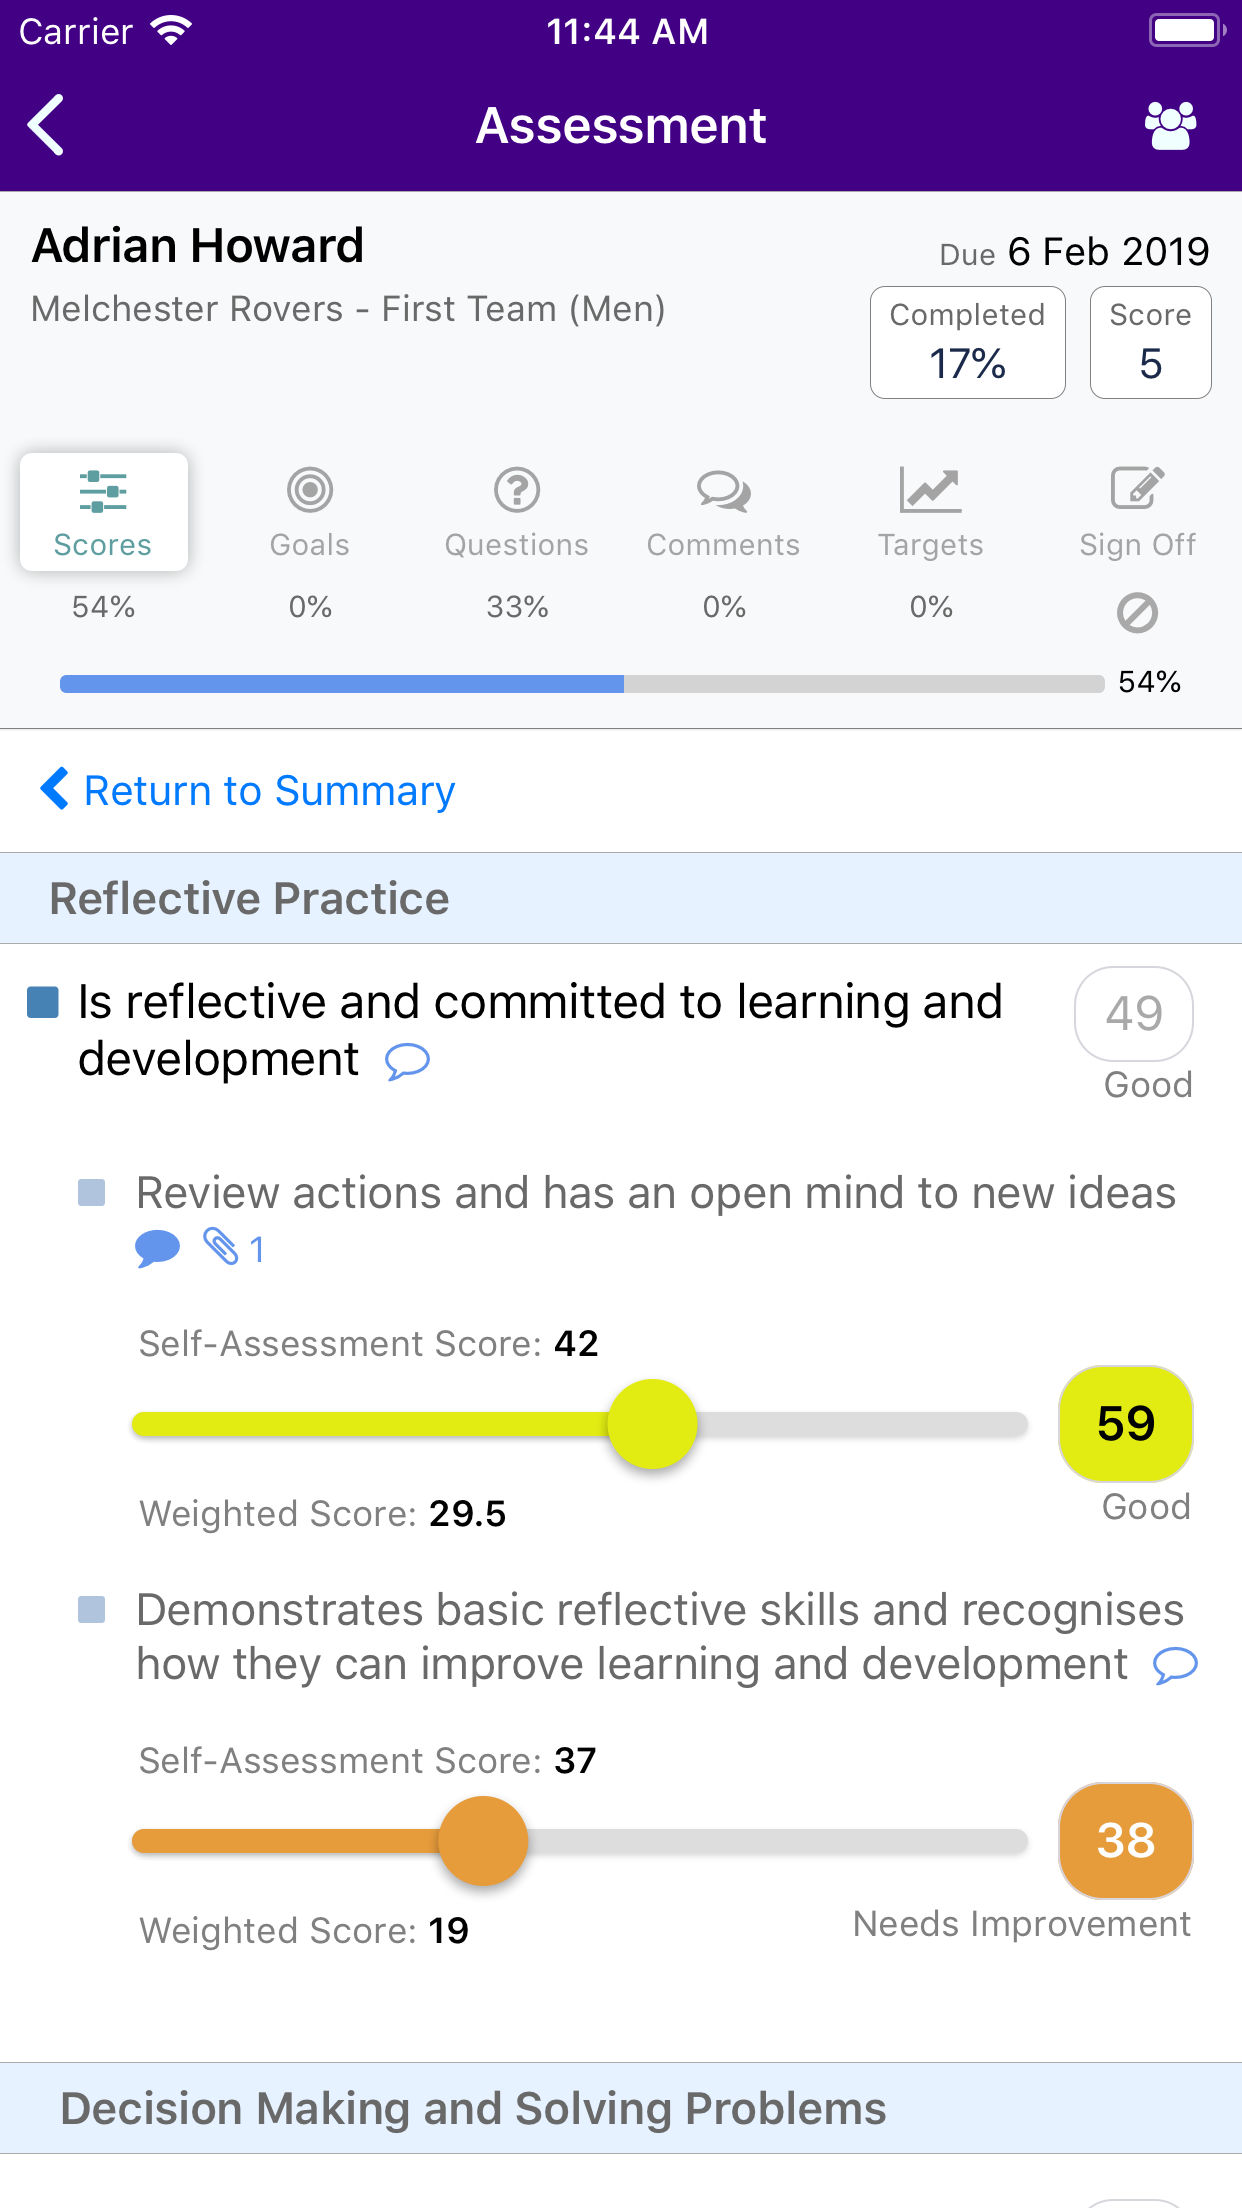 Carrier 11:44 AM
Assessment
Adrian Howard
Due 6 Feb 2019
Melchester Rovers - First Team (Men)
Completed Score
17% 5
Scores Goals Questions Comments Targets Sign Off
54% 0% 33% 0% 0%
54%
Return to Summary
Reflective Practice
Is reflective and committed to learning and
development
49
Good
Review actions and has an open mind to new ideas
1
Self-Assessment Score: 42
59
Weighted Score: 29.5
Good
Demonstrates basic reflective skills and recognises
how they can improve learning and development
Self-Assessment Score: 37
38
Weighted Score: 19
Needs Improvement
Decision Making and Solving Problems